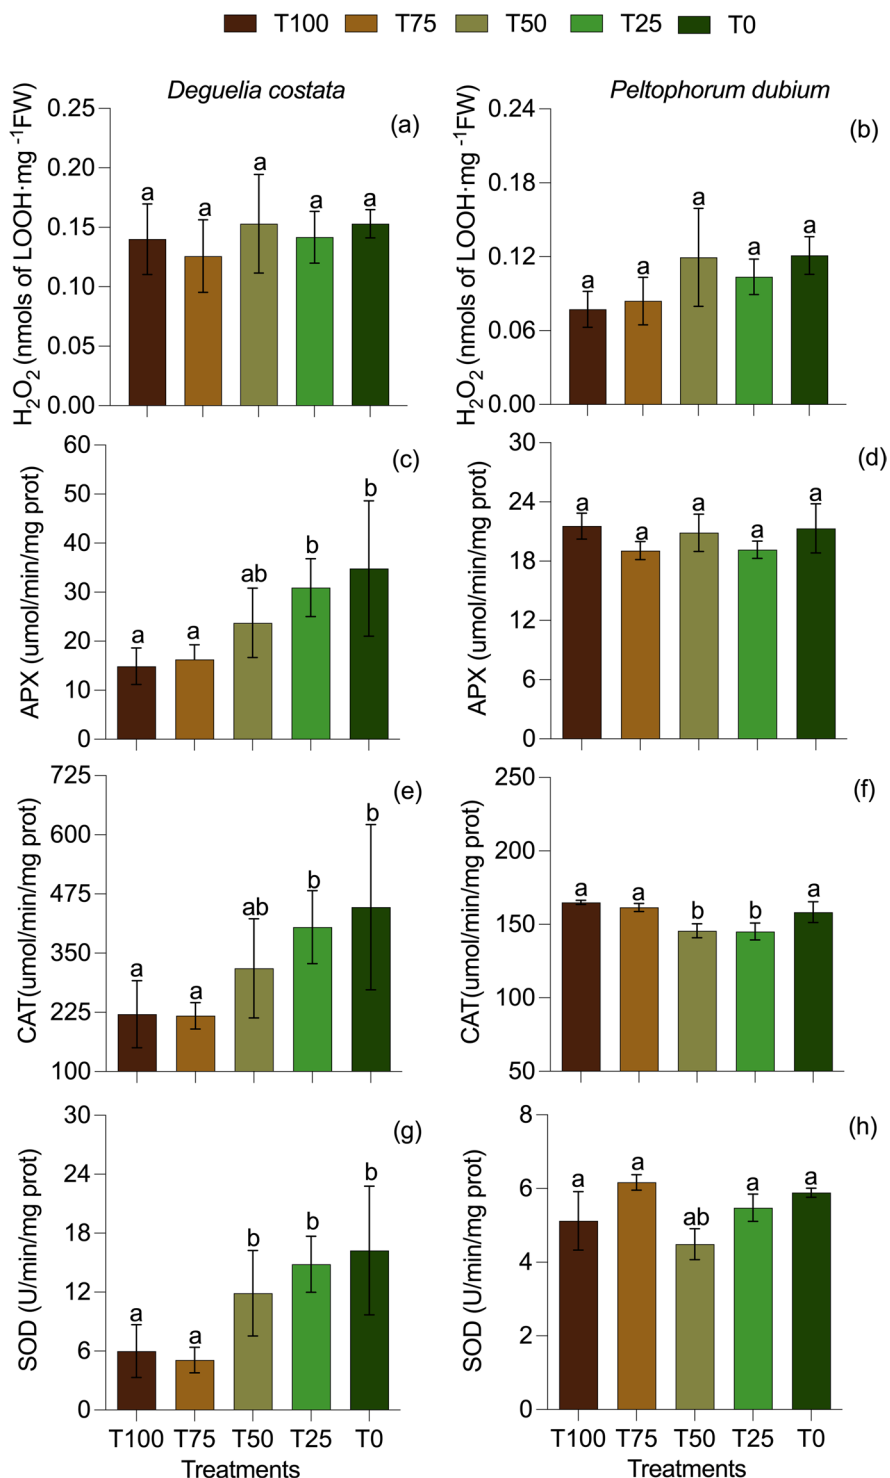 T100 T75 T50 T25 T0
Deguelia costata
Peltophorum dubium
(a)
H₂O₂ (nmols of LOOH·mg ⁻¹FW)
0.25
0.20
0.15
0.10
0.05
0.00
a a a a a
(b)
H₂O₂ (nmols of LOOH·mg ⁻¹FW)
0.24
0.18
0.12
0.06
0.00
a a a a a
(c)
APX (umol/min/mg prot)
60
50
40
30
20
10
0
a a ab b b
(d)
APX (umol/min/mg prot)
30
24
18
12
6
0
a a a a a
(e)
CAT(umol/min/mg prot)
725
600
475
350
225
100
a a ab b b
(f)
CAT(umol/min/mg prot)
250
200
150
100
50
a a b b a
(g)
SOD (U/min/mg prot)
30
24
18
12
6
0
a a b b b
T100 T75 T50 T25 T0
Treatments
(h)
SOD (U/min/mg prot)
8
6
4
2
0
a a ab a a
T100 T75 T50 T25 T0
Treatments